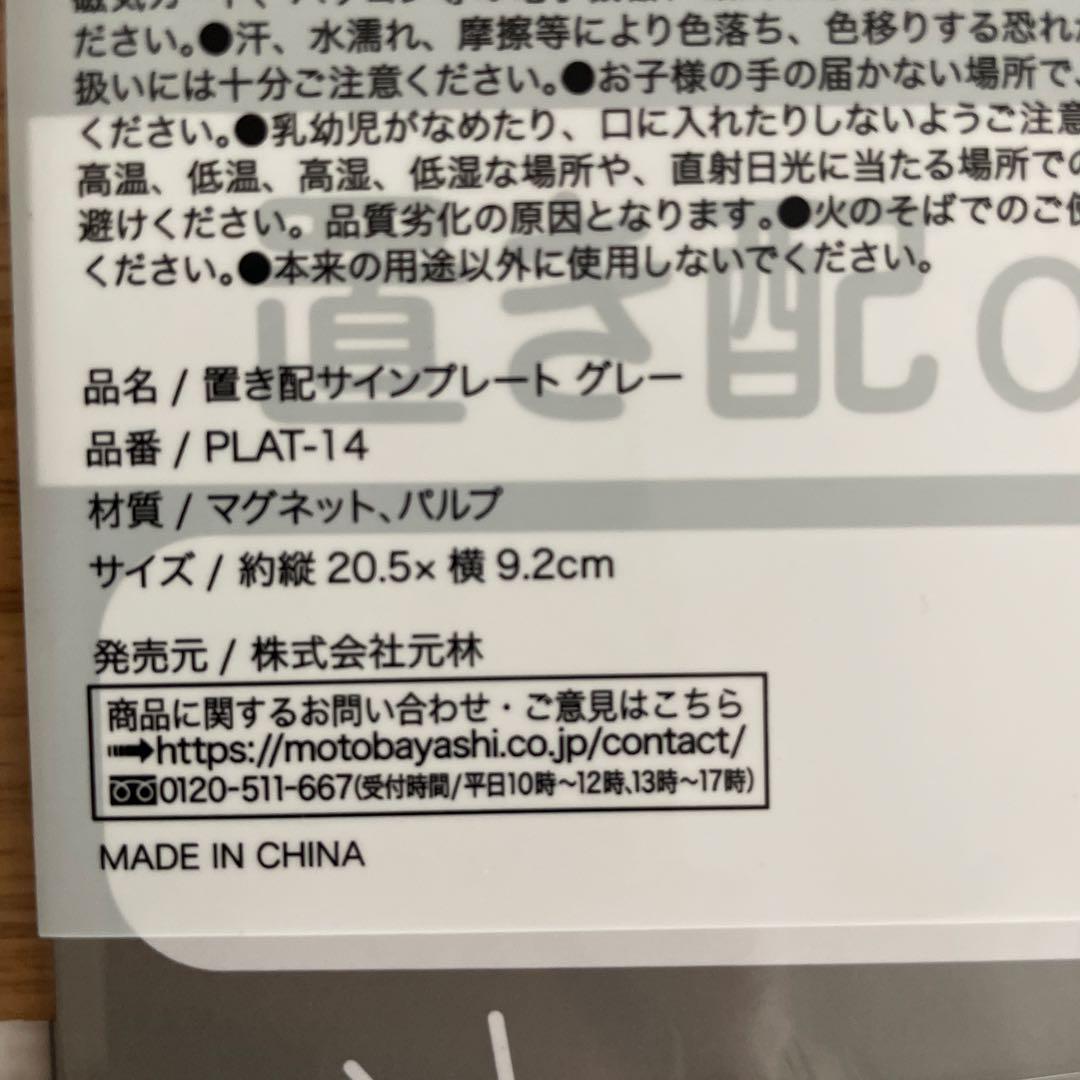 ださい。●汗、水濡れ、摩擦等により色落ち、色移りする恐れ
扱いには十分ご注意ください。●お子様の手の届かない場所で、
ください。●乳幼児がなめたり、口に入れたりしないようご注意
高温、低温、高湿、低湿な場所や、直射日光に当たる場所での
避けください。品質劣化の原因となります。●火のそばでのご使
ください。●本来の用途以外に使用しないでください。
置き配
品名 / 置き配サインプレート グレー
品番 / PLAT-14
材質 / マグネット、パルプ
サイズ / 約縦 20.5× 横 9.2cm
発売元 / 株式会社元林
商品に関するお問い合わせ・ご意見はこちら
➡https://motobayashi.co.jp/contact/
0120-511-667(受付時間/平日10時〜12時、13時〜17時)
MADE IN CHINA